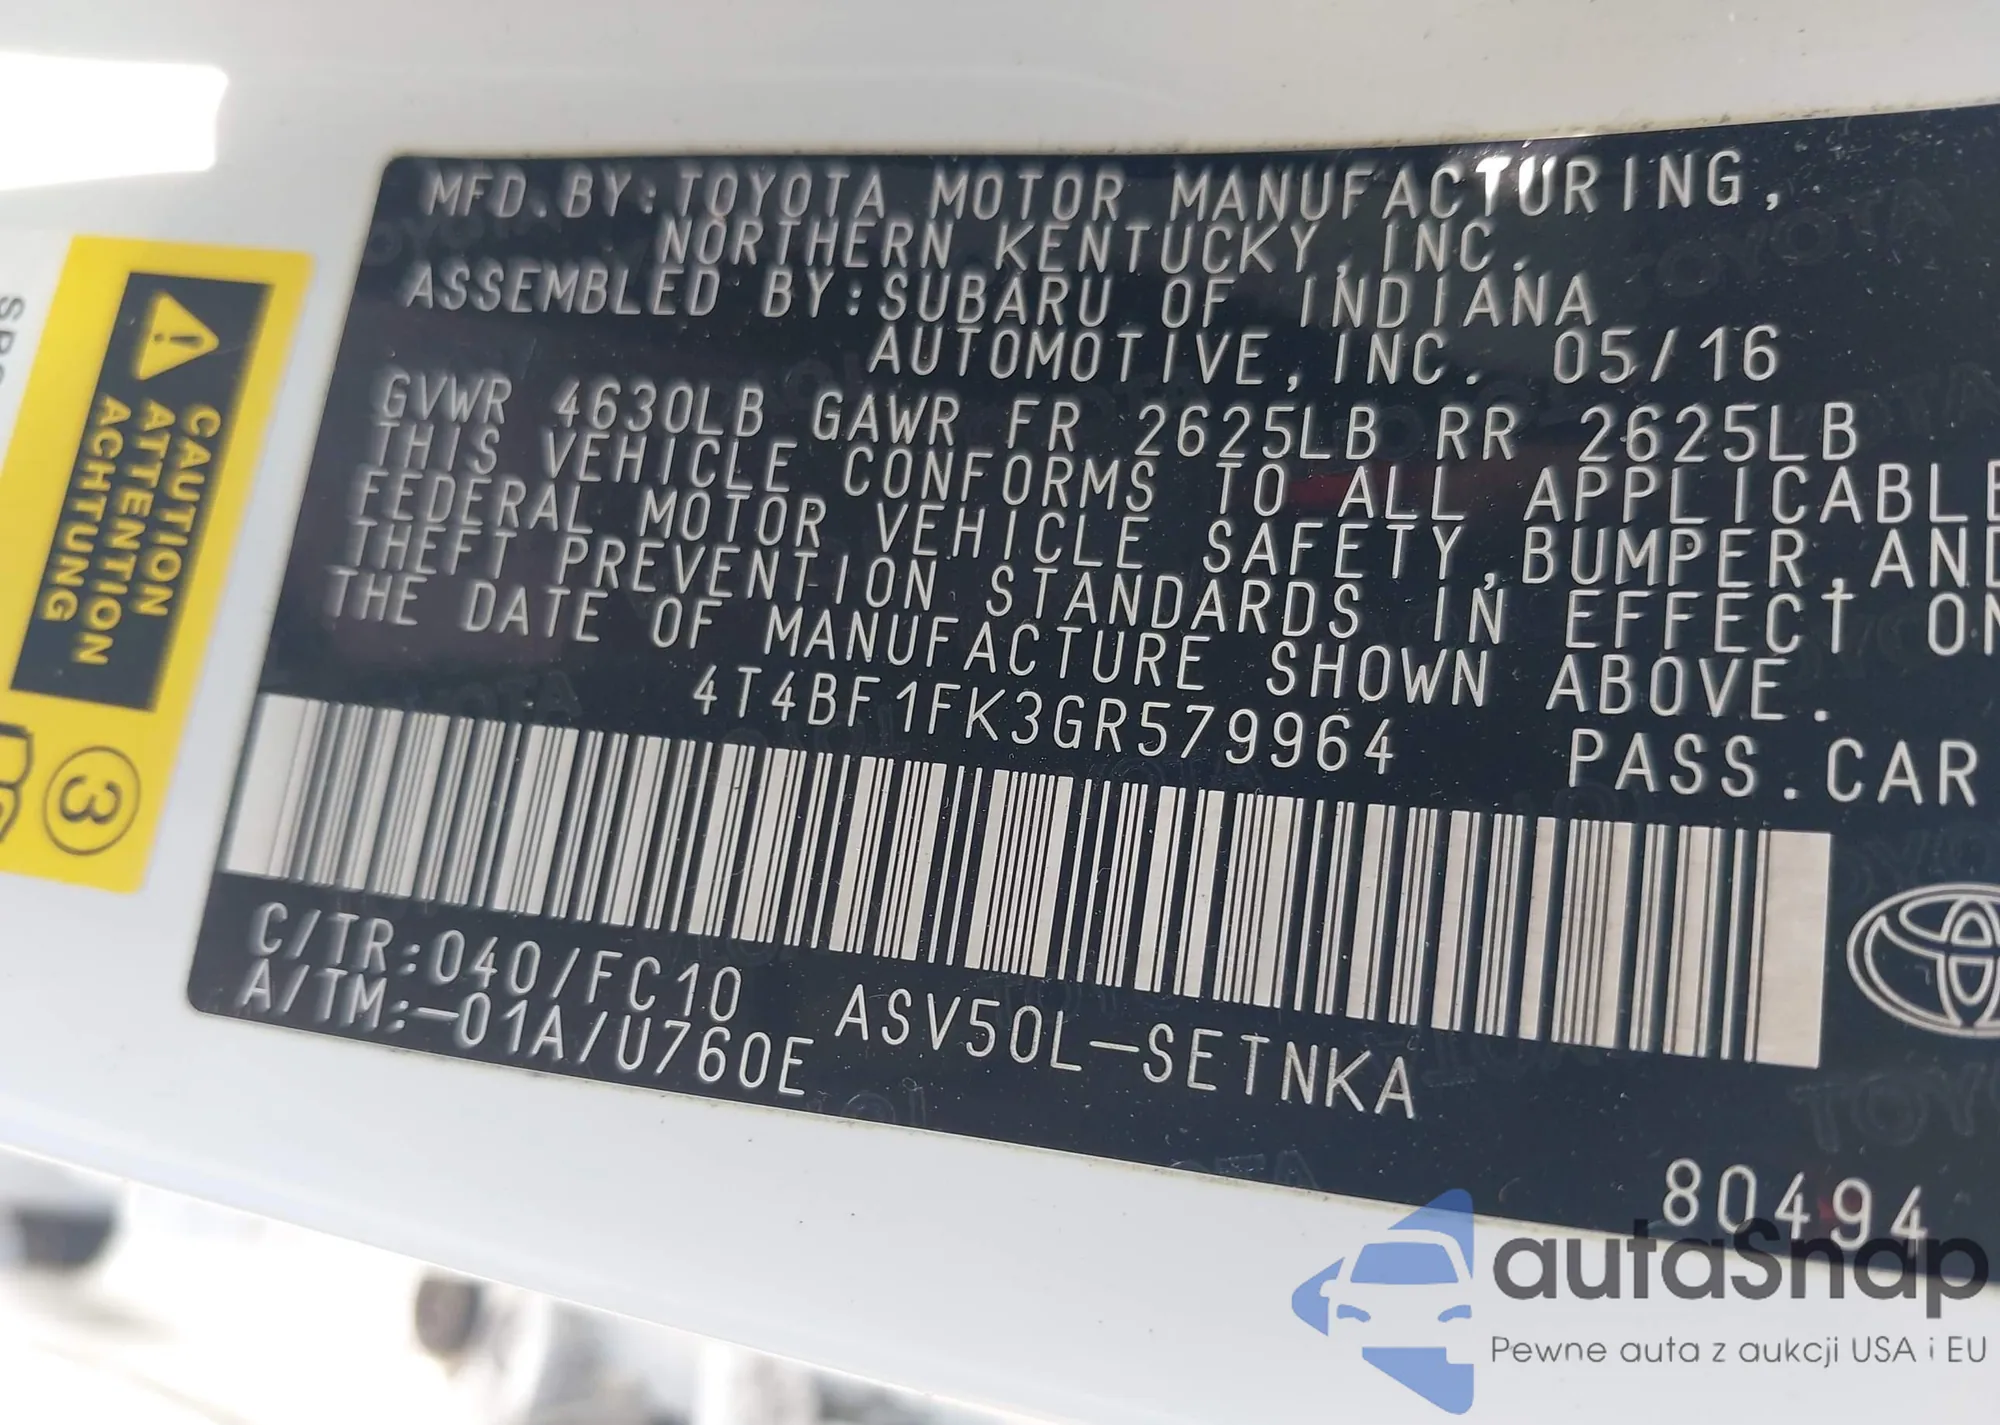 MFD.BY:TOYOTA MOTOR MANUFACTURING,
NORTHERN KENTUCKY,INC.
ASSEMBLED BY:SUBARU OF INDIANA
AUTOMOTIVE,INC. 05/16
GVWR 4630LB GAWR FR 2625LB RR 2625LB
THIS VEHICLE CONFORMS TO ALL APPLICABLE
FEDERAL MOTOR VEHICLE SAFETY,BUMPER,AND
THEFT PREVENTION STANDARDS IN EFFECT ON
THE DATE OF MANUFACTURE SHOWN ABOVE.
4T4BF1FK3GR579964 PASS.CAR
C/TR:040/FC10 ASV50L-SETNKA
A/TM:-01A/U760E
80494
CAUTION
ATTENTION
ACHTUNG
3
autaSnap
Pewne auta z aukcji USA i EU